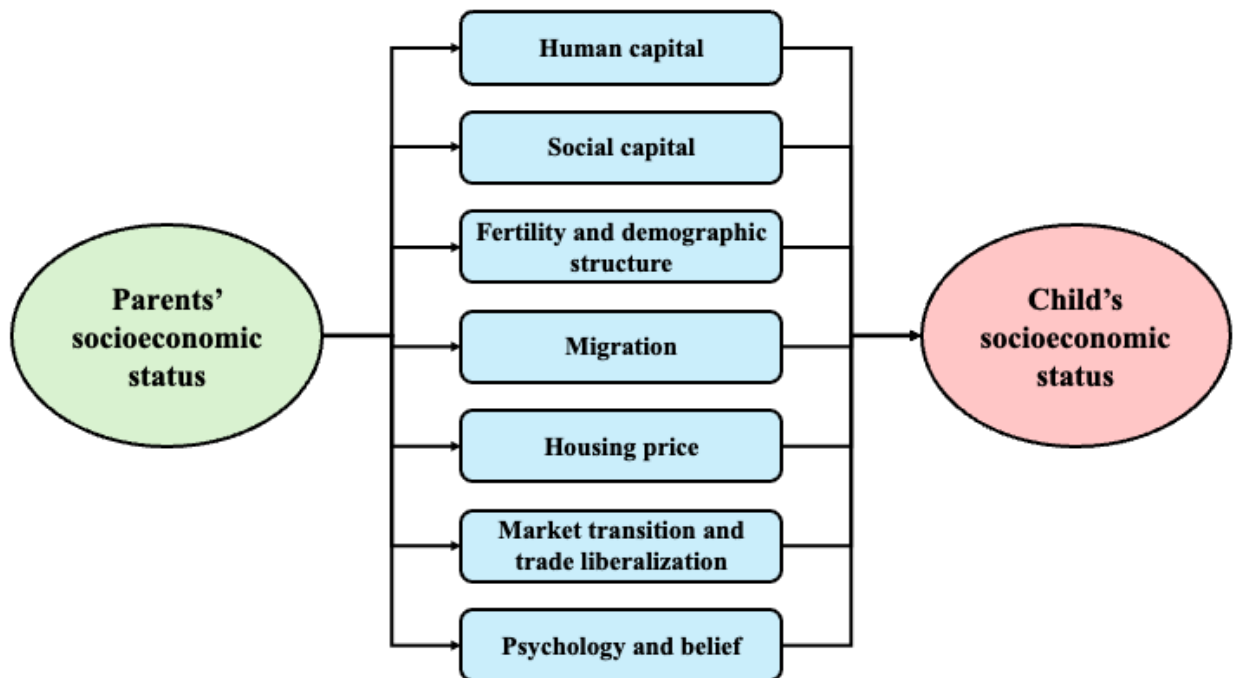 Human capital
Social capital
Fertility and demographic
structure
Parents’
socioeconomic
status
Migration
Child’s
socioeconomic
status
Housing price
Market transition and
trade liberalization
Psychology and belief